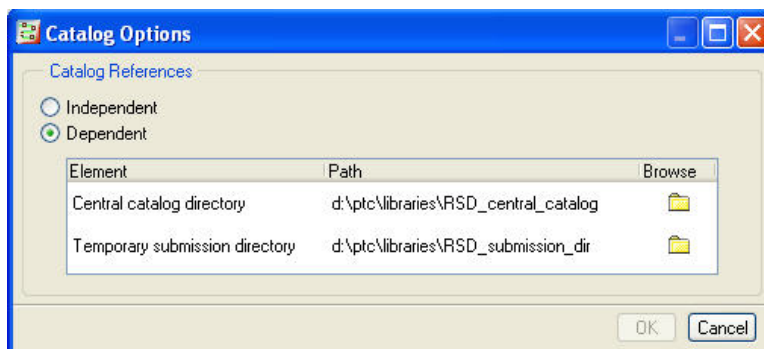 Catalog Options
Catalog References
Independent
Dependent
Element Path Browse
Central catalog directory d:\ptc\libraries\RSD_central_catalog
Temporary submission directory d:\ptc\libraries\RSD_submission_dir
OK Cancel